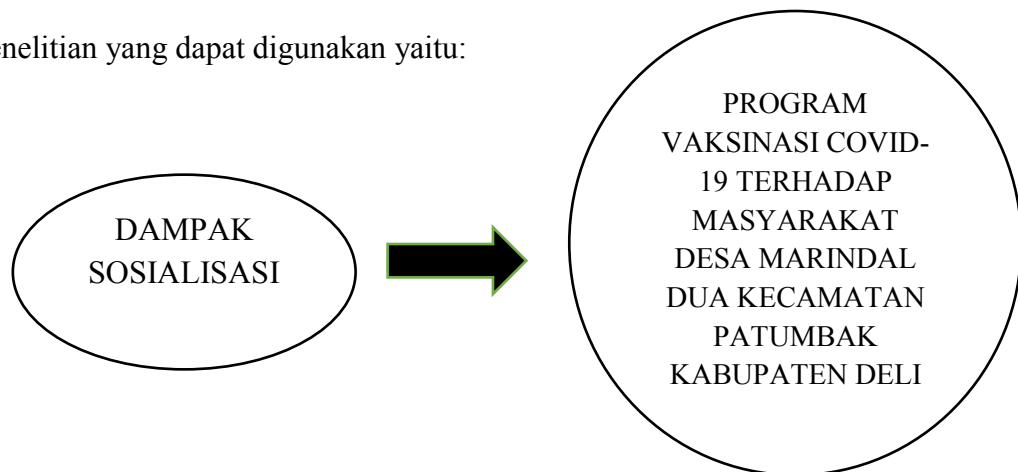 enelitian yang dapat digunakan yaitu:
DAMPAK
SOSIALISASI
PROGRAM
VAKSINASI COVID-
19 TERHADAP
MASYARAKAT
DESA MARINDAL
DUA KECAMATAN
PATUMBAK
KABUPATEN DELI